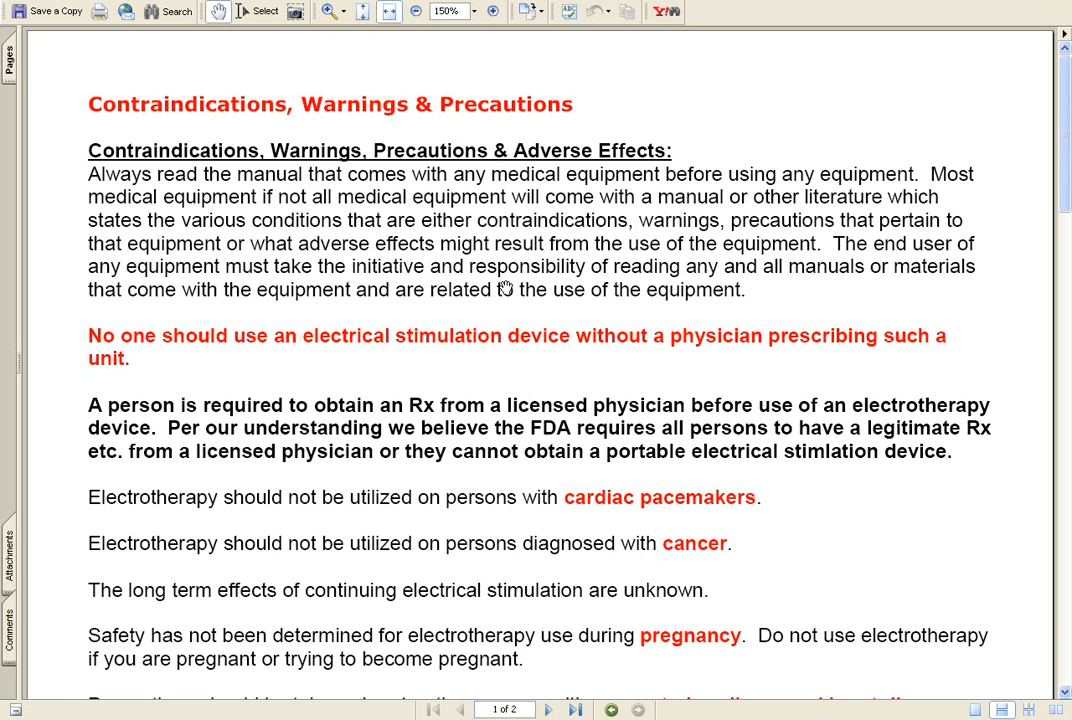 Save a Copy Search Select 150%
Pages
Contraindications, Warnings & Precautions
Contraindications, Warnings, Precautions & Adverse Effects:
Always read the manual that comes with any medical equipment before using any equipment. Most
medical equipment if not all medical equipment will come with a manual or other literature which
states the various conditions that are either contraindications, warnings, precautions that pertain to
that equipment or what adverse effects might result from the use of the equipment. The end user of
any equipment must take the initiative and responsibility of reading any and all manuals or materials
that come with the equipment and are related to the use of the equipment.
No one should use an electrical stimulation device without a physician prescribing such a
unit.
A person is required to obtain an Rx from a licensed physician before use of an electrotherapy
device. Per our understanding we believe the FDA requires all persons to have a legitimate Rx
etc. from a licensed physician or they cannot obtain a portable electrical stimlation device.
Electrotherapy should not be utilized on persons with cardiac pacemakers.
Electrotherapy should not be utilized on persons diagnosed with cancer.
Attachments
The long term effects of continuing electrical stimulation are unknown.
Comments
Safety has not been determined for electrotherapy use during pregnancy. Do not use electrotherapy
if you are pregnant or trying to become pregnant.
1 of 2